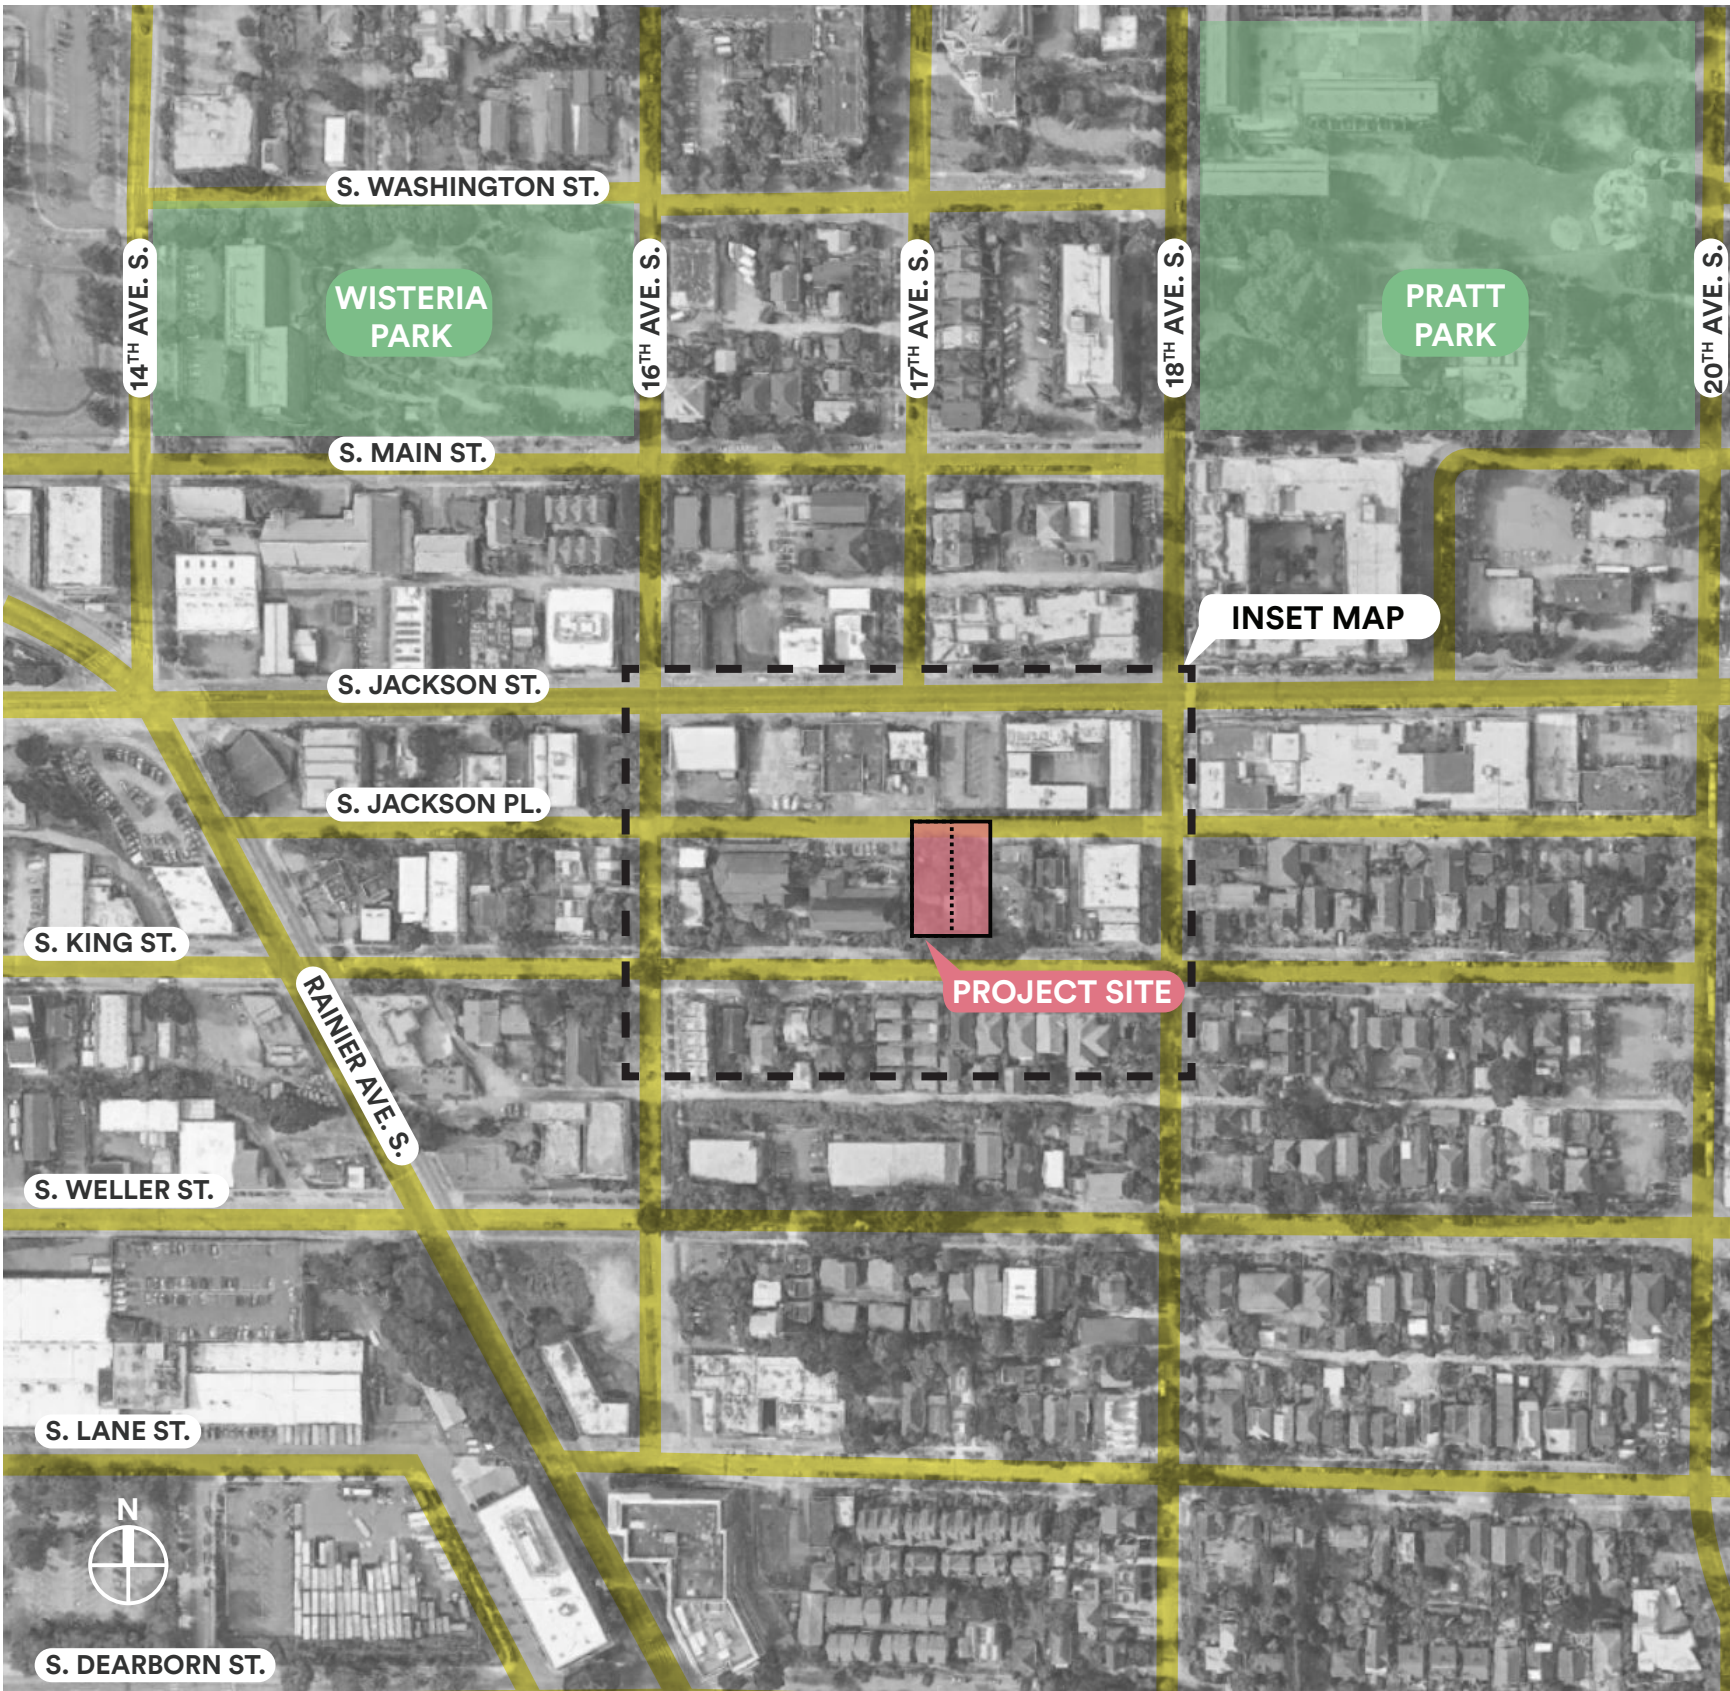 S. WASHINGTON ST.
14TH AVE. S.
WISTERIA
PARK
16TH AVE. S.
17TH AVE. S.
18TH AVE. S.
PRATT
PARK
20TH AVE. S.
S. MAIN ST.
INSET MAP
S. JACKSON ST.
S. JACKSON PL.
S. KING ST.
PROJECT SITE
RAINIER AVE. S.
S. WELLER ST.
S. LANE ST.
N
S. DEARBORN ST.